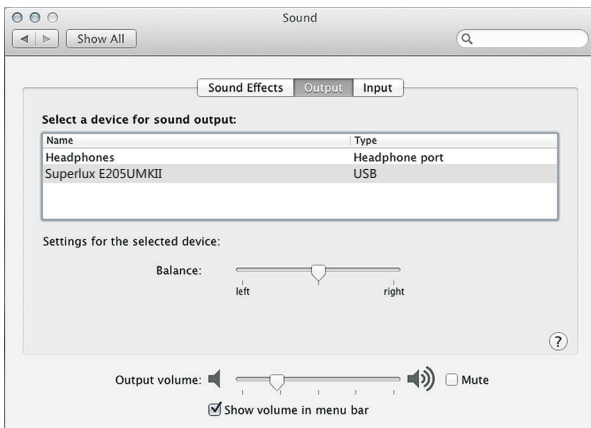 Sound
Show All
Sound Effects Output Input
Select a device for sound output:
Name Type
Headphones Headphone port
Superlux E205UMKII USB
Settings for the selected device:
Balance:
left right
?
Output volume: Mute
Show volume in menu bar